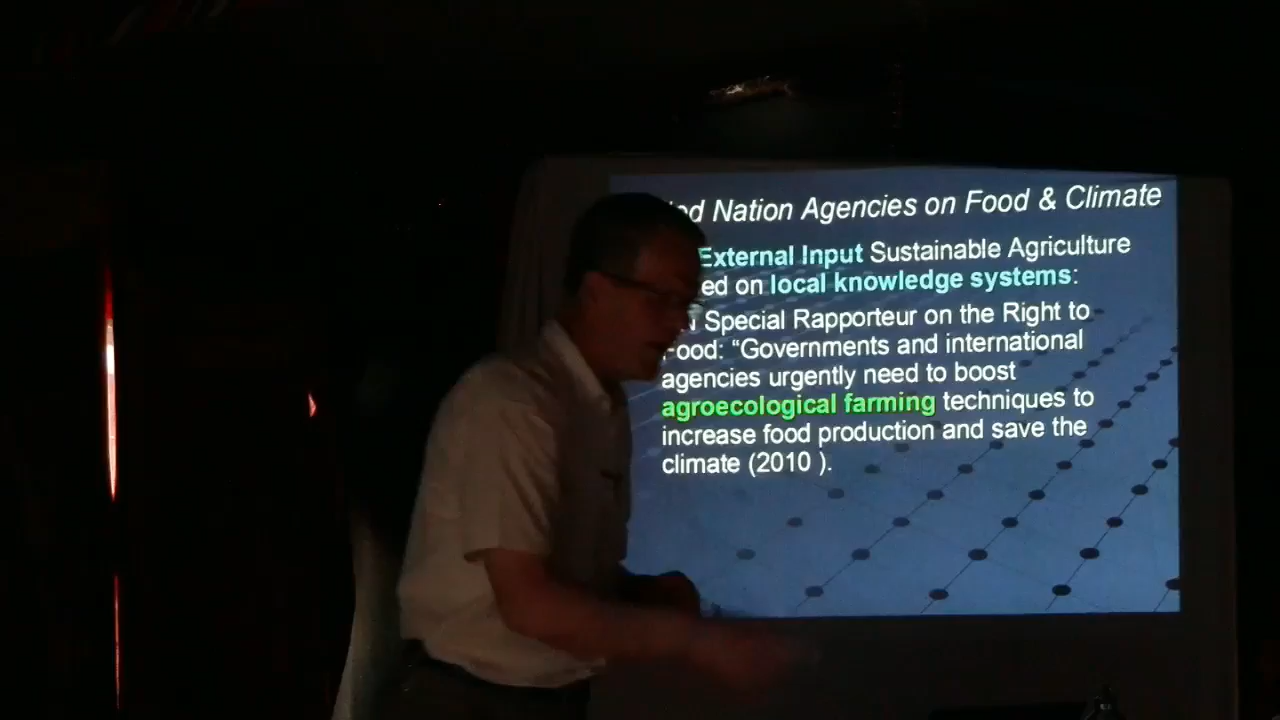 Nation Agencies on Food & Climate
External Input Sustainable Agriculture
ed on local knowledge systems:
Special Rapporteur on the Right to
Food: “Governments and international
agencies urgently need to boost
agroecological farming techniques to
increase food production and save the
climate (2010 ).